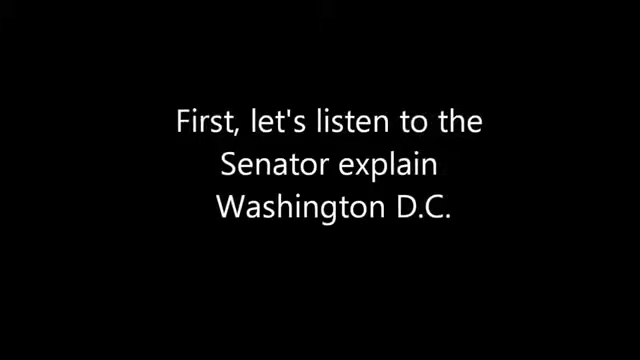 First, let's listen to the
Senator explain
Washington D.C.